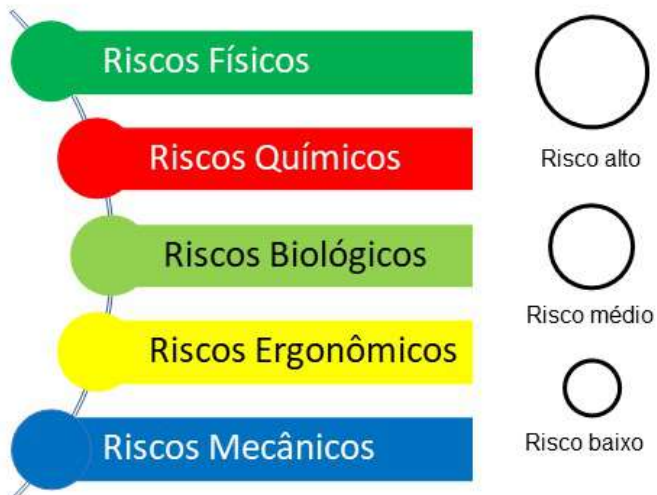 Riscos Físicos
Riscos Químicos
Riscos Biológicos
Riscos Ergonômicos
Riscos Mecânicos
Risco alto
Risco médio
Risco baixo